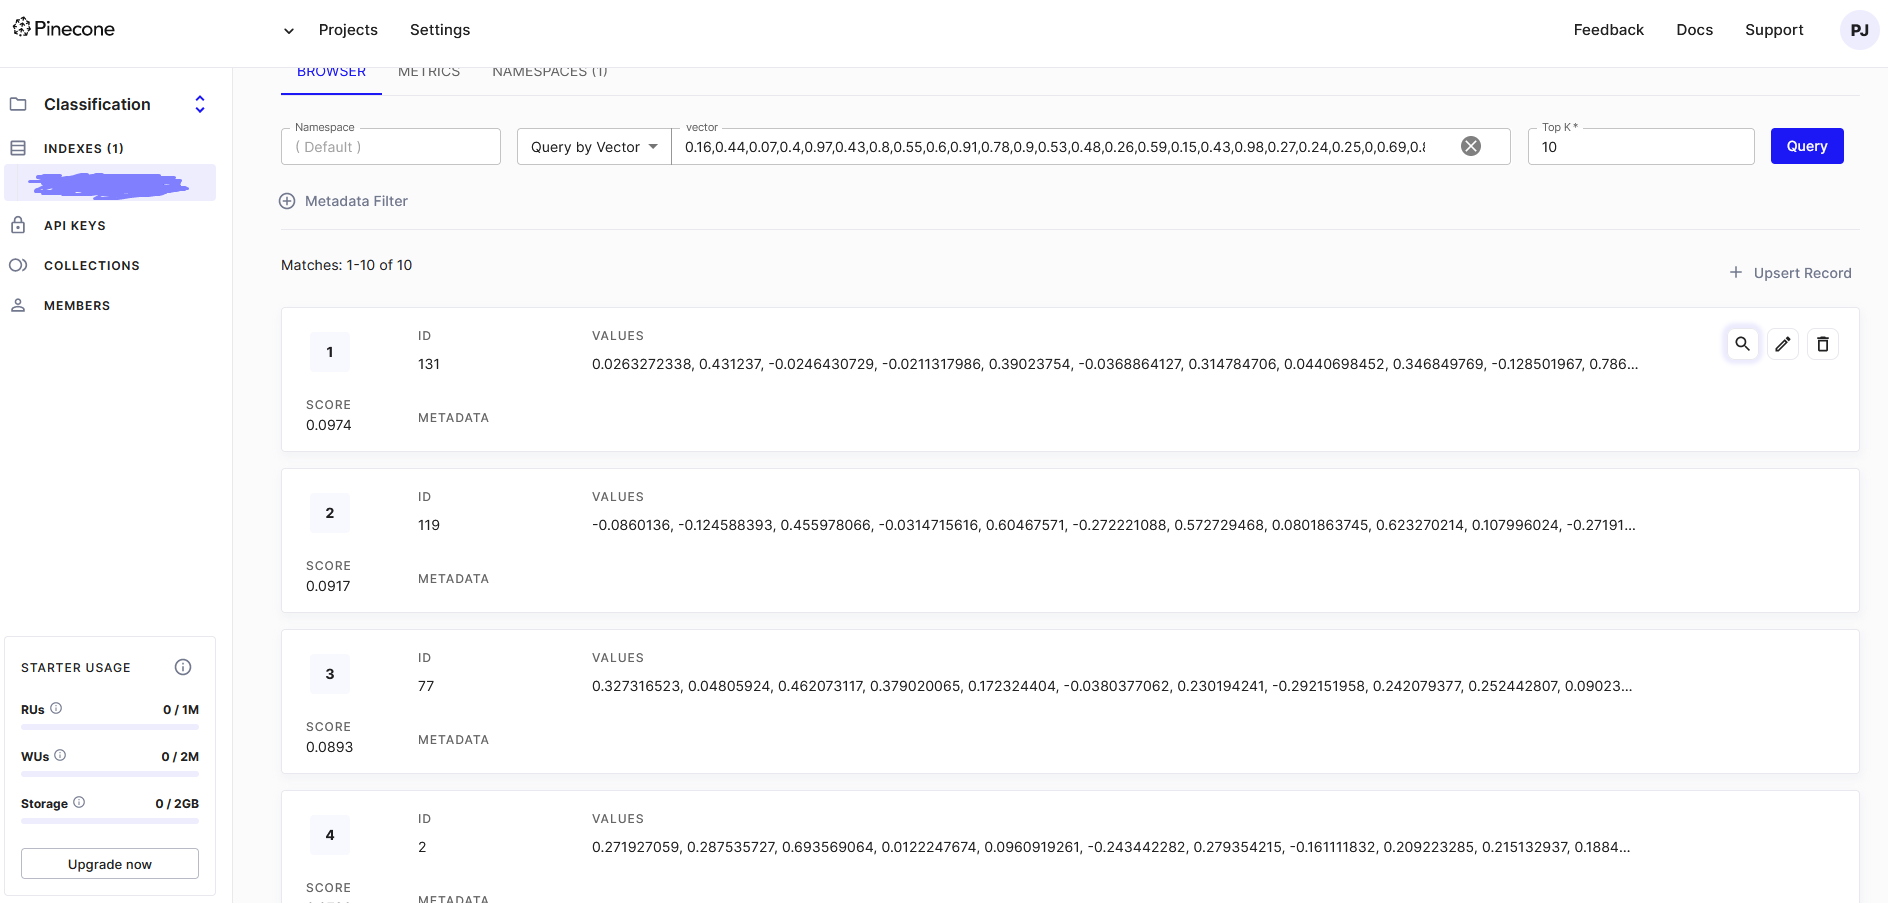 Pinecone
Projects
Settings
Feedback
Docs
Support
PJ
Classification
INDEXES (1)
API KEYS
COLLECTIONS
MEMBERS
STARTER USAGE
RUs 0 / 1M
WUs 0 / 2M
Storage 0 / 2GB
Upgrade now
BROWSER
METRICS
NAMESPACES (1)
Namespace
( Default )
Query by Vector
vector
0.16,0.44,0.07,0.4,0.97,0.43,0.8,0.55,0.6,0.91,0.78,0.9,0.53,0.48,0.26,0.59,0.15,0.43,0.98,0.27,0.24,0.25,0,0.69,0.
Top K *
10
Query
Metadata Filter
Matches: 1-10 of 10
Upsert Record
1
ID
131
VALUES
0.0263272338, 0.431237, -0.0246430729, -0.0211317986, 0.39023754, -0.0368864127, 0.314784706, 0.0440698452, 0.346849769, -0.128501967, 0.786...
SCORE
0.0974
METADATA
2
ID
119
VALUES
-0.0860136, -0.124588393, 0.455978066, -0.0314715616, 0.60467571, -0.272221088, 0.572729468, 0.0801863745, 0.623270214, 0.107996024, -0.27191...
SCORE
0.0917
METADATA
3
ID
77
VALUES
0.327316523, 0.04805924, 0.462073117, 0.379020065, 0.172324404, -0.0380377062, 0.230194241, -0.292151958, 0.242079377, 0.252442807, 0.09023...
SCORE
0.0893
METADATA
4
ID
2
VALUES
0.271927059, 0.287535727, 0.693569064, 0.0122247674, 0.0960919261, -0.243442282, 0.279354215, -0.161111832, 0.209223285, 0.215132937, 0.1884...
SCORE
METADATA